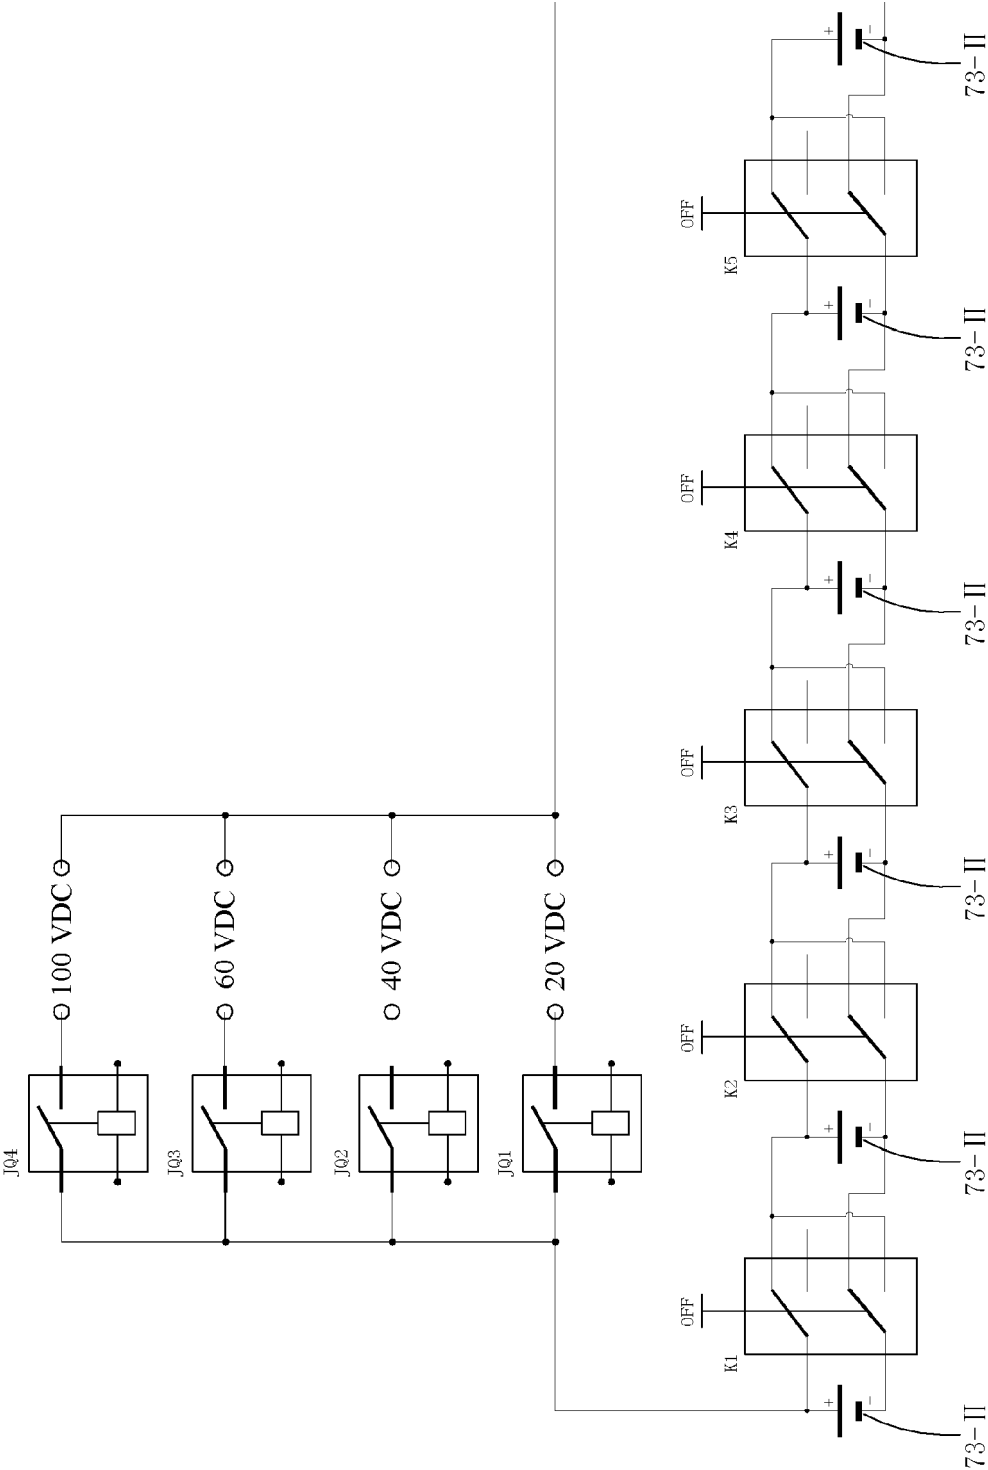 + -
73-II
OFF
K5
+ -
73-II
OFF
K4
+ -
73-II
OFF
K3
+ -
73-II
OFF
K2
+ -
73-II
OFF
K1
+ -
73-II
100 VDC
60 VDC
40 VDC
20 VDC
JQ4
JQ3
JQ2
JQ1